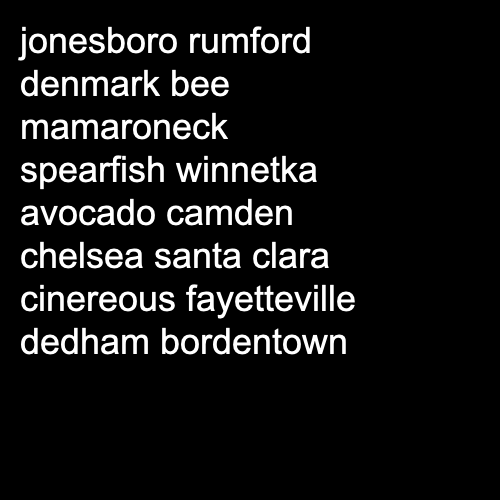 jonesboro rumford
denmark bee
mamaroneck
spearfish winnetka
avocado camden
chelsea santa clara
cinereous fayetteville
dedham bordentown